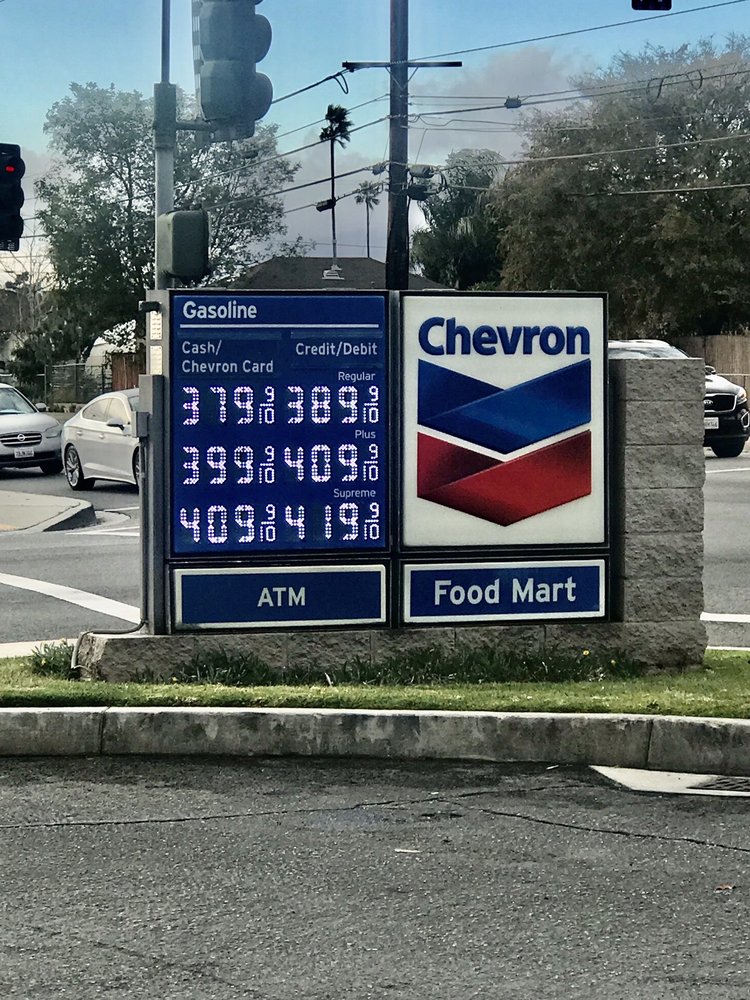 Gasoline
Cash/
Chevron Card
Credit/Debit
Regular
379 9/10 389 9/10
Plus
399 9/10 409 9/10
Supreme
409 9/10 419 9/10
ATM
Chevron
Food Mart